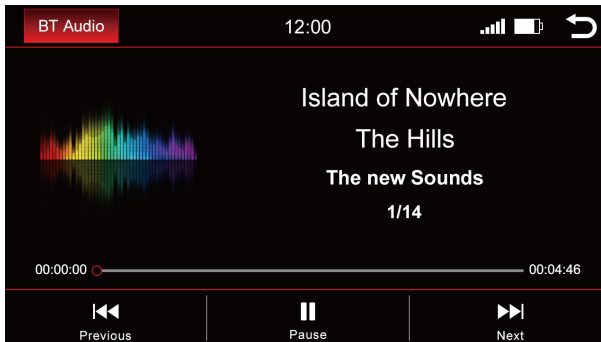 BT Audio 12:00
Island of Nowhere
The Hills
The new Sounds
1/14
00:00:00 00:04:46
Previous Pause Next